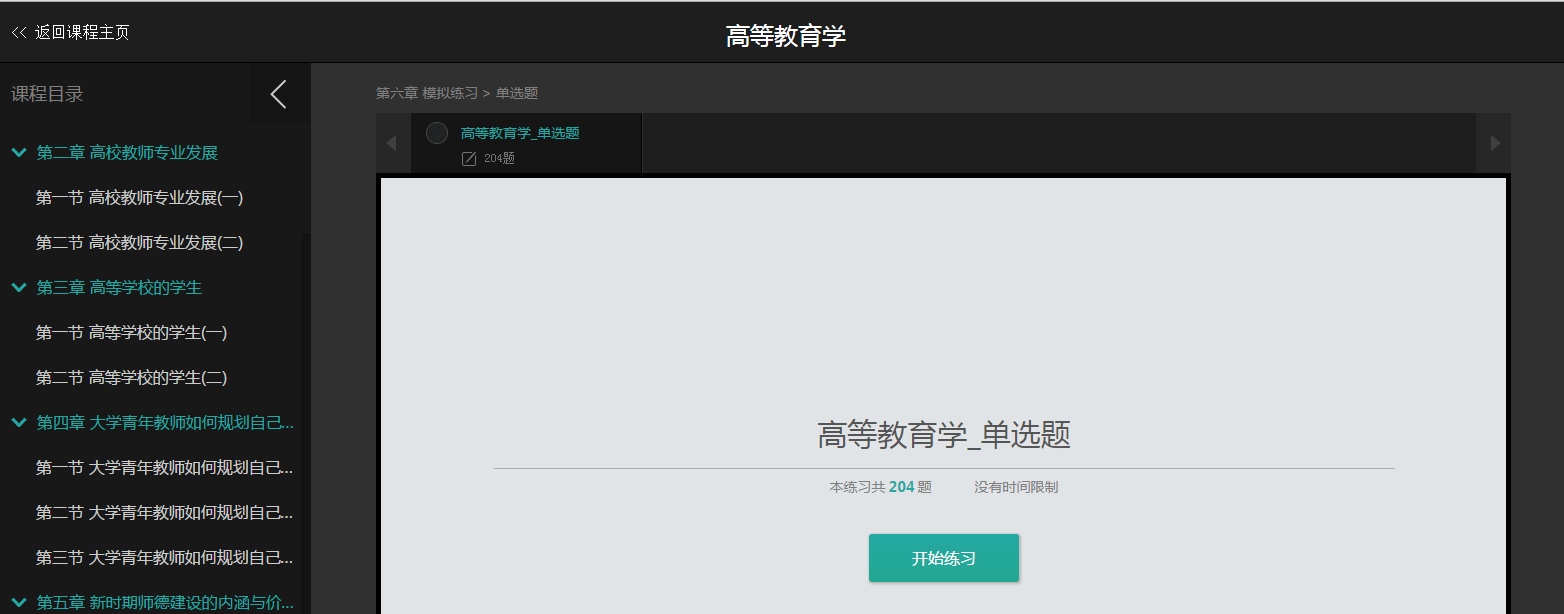 << 返回课程主页
高等教育学
课程目录
第二章 高校教师专业发展
第一节 高校教师专业发展(一)
第二节 高校教师专业发展(二)
第三章 高等学校的学生
第一节 高等学校的学生(一)
第二节 高等学校的学生(二)
第四章 大学青年教师如何规划自己...
第一节 大学青年教师如何规划自己...
第二节 大学青年教师如何规划自己...
第三节 大学青年教师如何规划自己...
第五章 新时期师德建设的内涵与价...
第六章 模拟练习 > 单选题
高等教育学_单选题
204题
高等教育学_单选题
本练习共 204 题 没有时间限制
开始练习